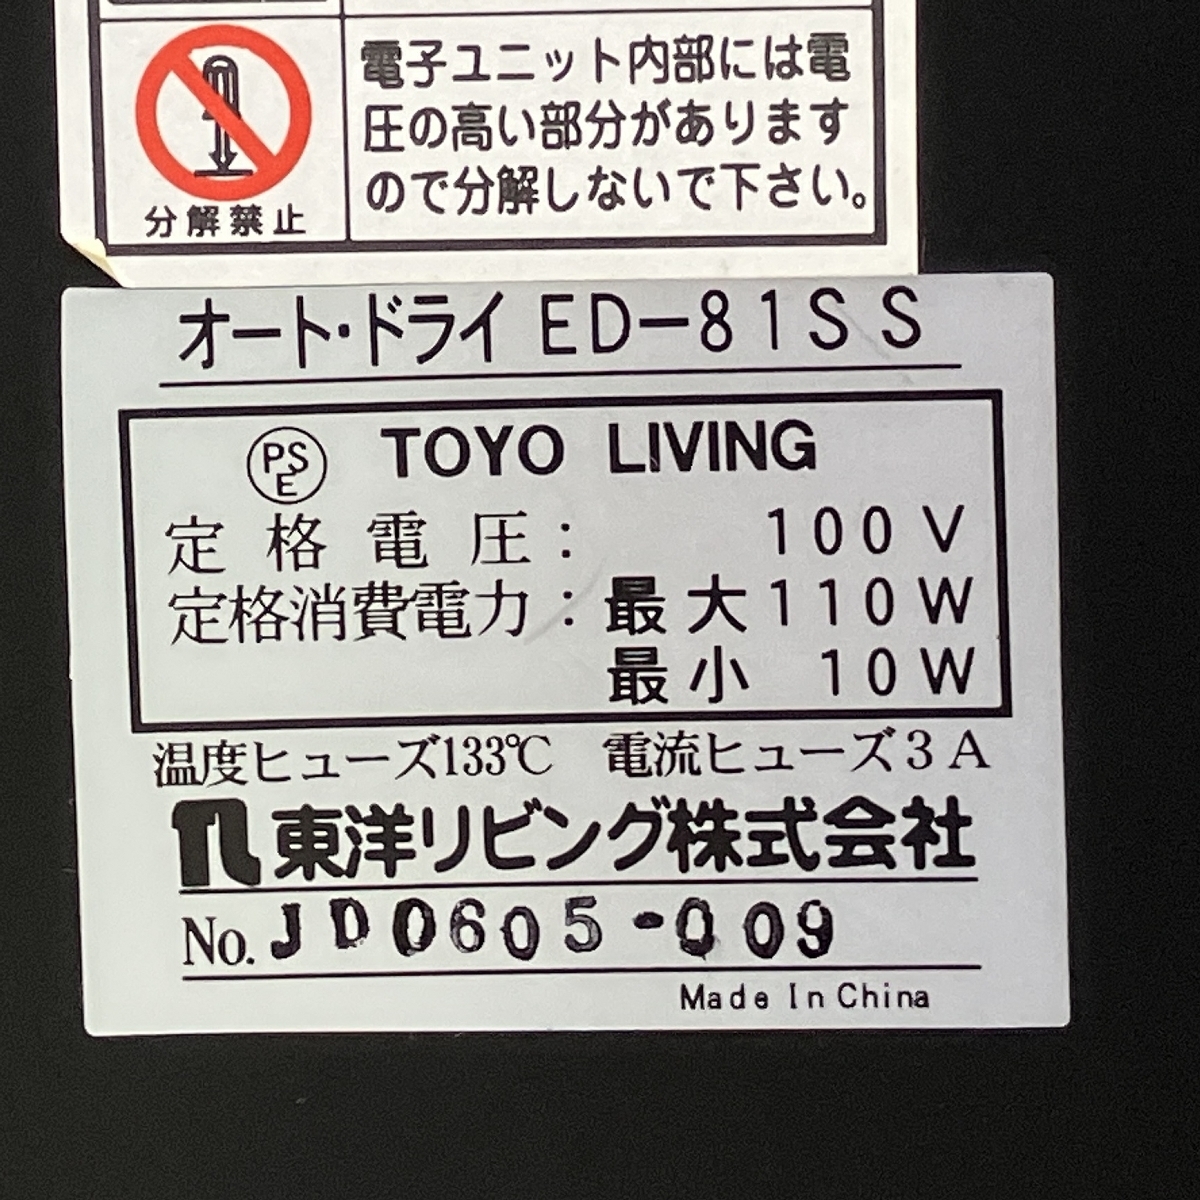 電子ユニット内部には電
圧の高い部分があります
ので分解しないで下さい。
分解禁止
オート・ドライ ED-81SS
PSE TOYO LIVING
定格電圧: 100V
定格消費電力: 最大110W
最小 10W
温度ヒューズ133℃ 電流ヒューズ3A
東洋リビング株式会社
No. JD0605-009
Made In China